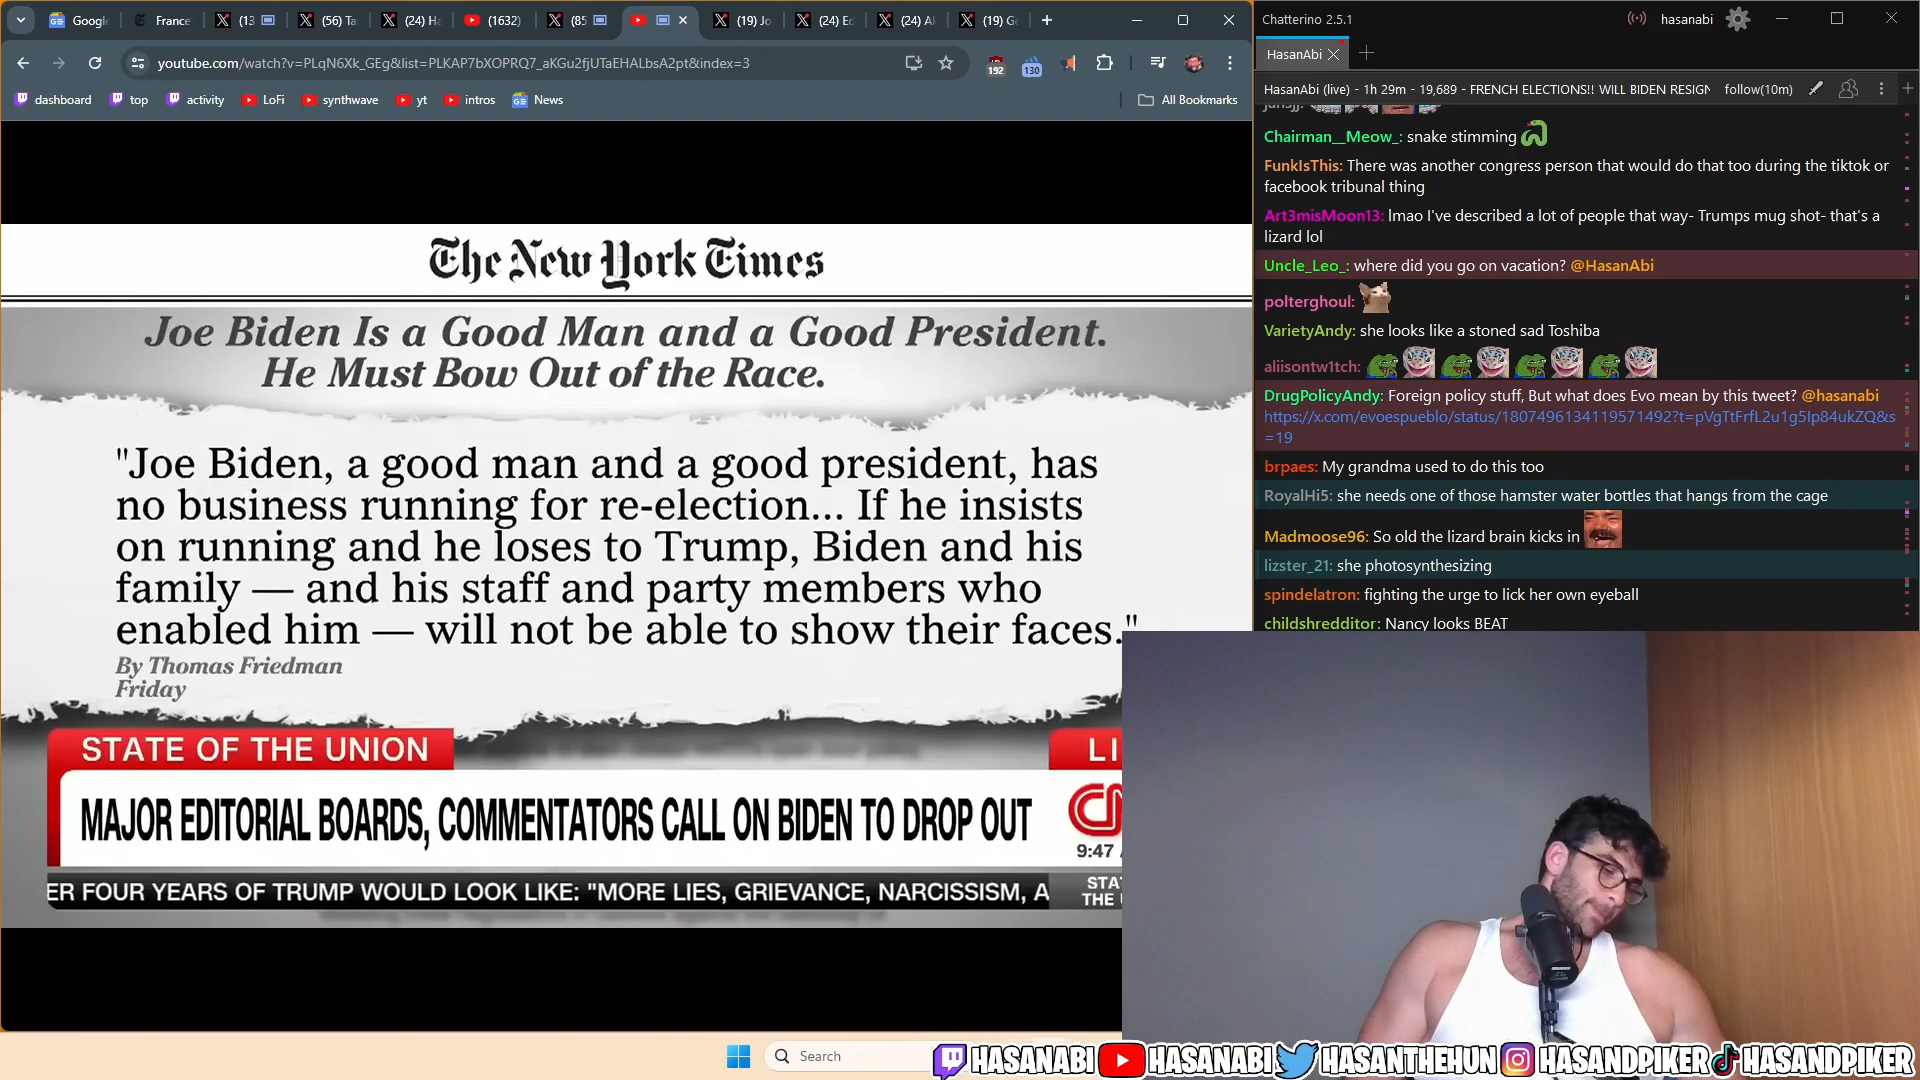 Google
France
(13
(56) Ta
(24) Ha
(1632)
(85
(19) Jo
(24) Ed
(24) Al
(19) Ge
youtube.com/watch?v=PLqN6Xk_GEg&list=PLKAP7bXOPRQ7_aKGu2fjUTaEHALbsA2pt&index=3
192
130
dashboard
top
activity
LoFi
synthwave
yt
intros
News
All Bookmarks
The New York Times
Joe Biden Is a Good Man and a Good President.
He Must Bow Out of the Race.
"Joe Biden, a good man and a good president, has
no business running for re-election... If he insists
on running and he loses to Trump, Biden and his
family — and his staff and party members who
enabled him — will not be able to show their faces."
By Thomas Friedman
Friday
STATE OF THE UNION
LI
MAJOR EDITORIAL BOARDS, COMMENTATORS CALL ON BIDEN TO DROP OUT
CN
9:47
ER FOUR YEARS OF TRUMP WOULD LOOK LIKE: "MORE LIES, GRIEVANCE, NARCISSISM, A
STA
THE U
Chatterino 2.5.1
hasanabi
HasanAbi
HasanAbi (live) - 1h 29m - 19,689 - FRENCH ELECTIONS!! WILL BIDEN RESIGN
follow(10m)
Chairman__Meow_: snake stimming
FunkIsThis: There was another congress person that would do that too during the tiktok or
facebook tribunal thing
Art3misMoon13: lmao I've described a lot of people that way- Trumps mug shot- that's a
lizard lol
Uncle_Leo_: where did you go on vacation? @HasanAbi
polterghoul:
VarietyAndy: she looks like a stoned sad Toshiba
aliisontw1tch:
DrugPolicyAndy: Foreign policy stuff, But what does Evo mean by this tweet? @hasanabi
https://x.com/evoespueblo/status/1807496134119571492?t=pVgTtFrfL2u1g5Ip84ukZQ&s
=19
brpaes: My grandma used to do this too
RoyalHi5: she needs one of those hamster water bottles that hangs from the cage
Madmoose96: So old the lizard brain kicks in
lizster_21: she photosynthesizing
spindelatron: fighting the urge to lick her own eyeball
childshredditor: Nancy looks BEAT
Search
HASANABI
HASANABI
HASANTHEHUN
HASANDPIKER
HASANDPIKER